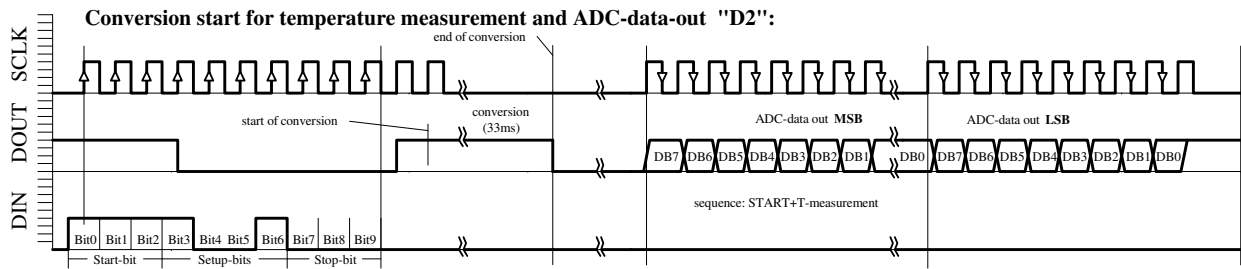 Conversion start for temperature measurement and ADC-data-out "D2":
end of conversion
SCLK
DOUT
start of conversion
conversion
(33ms)
ADC-data out MSB
ADC-data out LSB
DB7 DB6 DB5 DB4 DB3 DB2 DB1 DB0 DB7 DB6 DB5 DB4 DB3 DB2 DB1 DB0
DIN
sequence: START+T-measurement
Bit0 Bit1 Bit2 Bit3 Bit4 Bit5 Bit6 Bit7 Bit8 Bit9
Start-bit Setup-bits Stop-bit